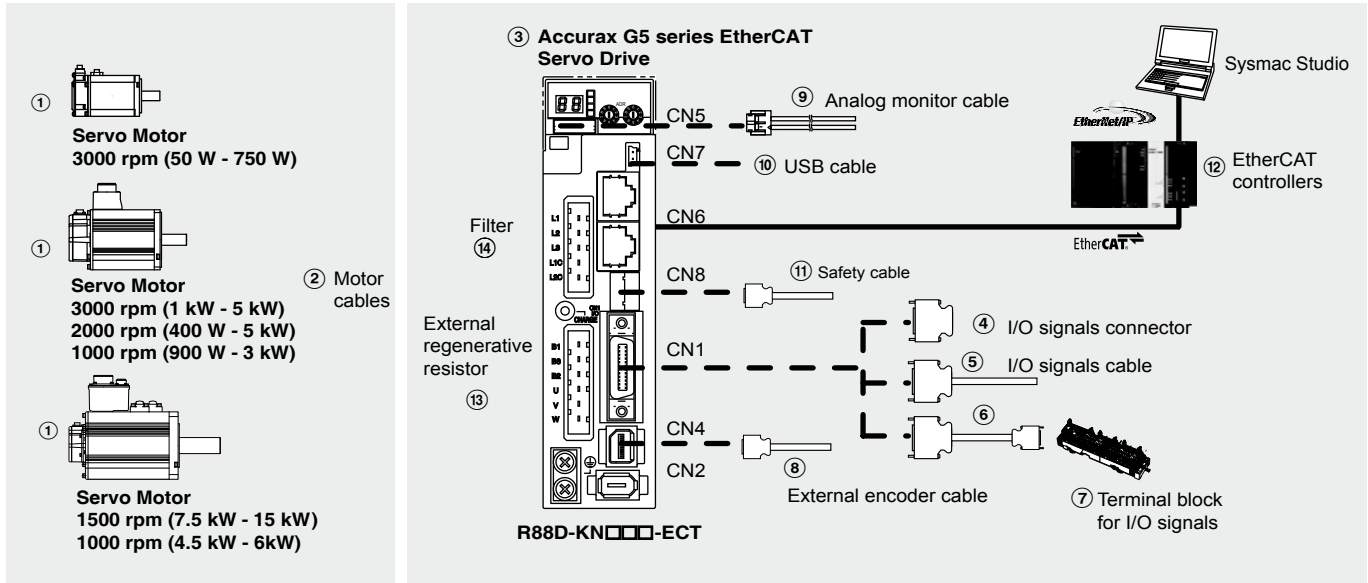 ①
Servo Motor
3000 rpm (50 W - 750 W)
①
Servo Motor
3000 rpm (1 kW - 5 kW)
2000 rpm (400 W - 5 kW)
1000 rpm (900 W - 3 kW)
② Motor
cables
①
Servo Motor
1500 rpm (7.5 kW - 15 kW)
1000 rpm (4.5 kW - 6kW)
③ Accurax G5 series EtherCAT
Servo Drive
ADR
CN5
⑨ Analog monitor cable
CN7
⑩ USB cable
CN6
Sysmac Studio
EtherNet/IP
⑫ EtherCAT
controllers
EtherCAT
Filter
⑭
L1
L2
L3
L1C
L2C
CN8
⑪ Safety cable
CHARGE
CN1
④ I/O signals connector
⑤ I/O signals cable
⑥
⑦ Terminal block
for I/O signals
External
regenerative
resistor
⑬
B1
B3
B2
U
V
W
CN4
⑧
External encoder cable
CN2
R88D-KN□□□-ECT